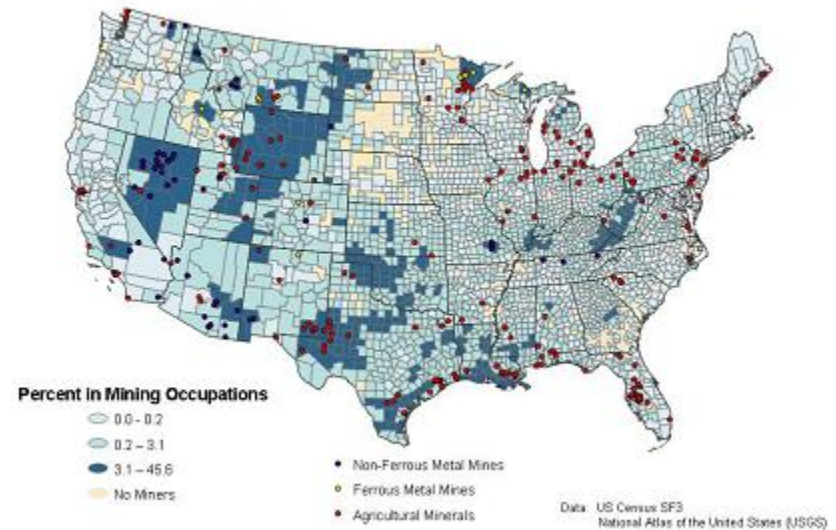 Percent in Mining Occupations
0.0 - 0.2
0.2 – 3.1
3.1 – 45.6
No Miners
Non-Ferrous Metal Mines
Ferrous Metal Mines
Agricultural Minerals
Data: US Census SF3
National Atlas of the United States (USGS)